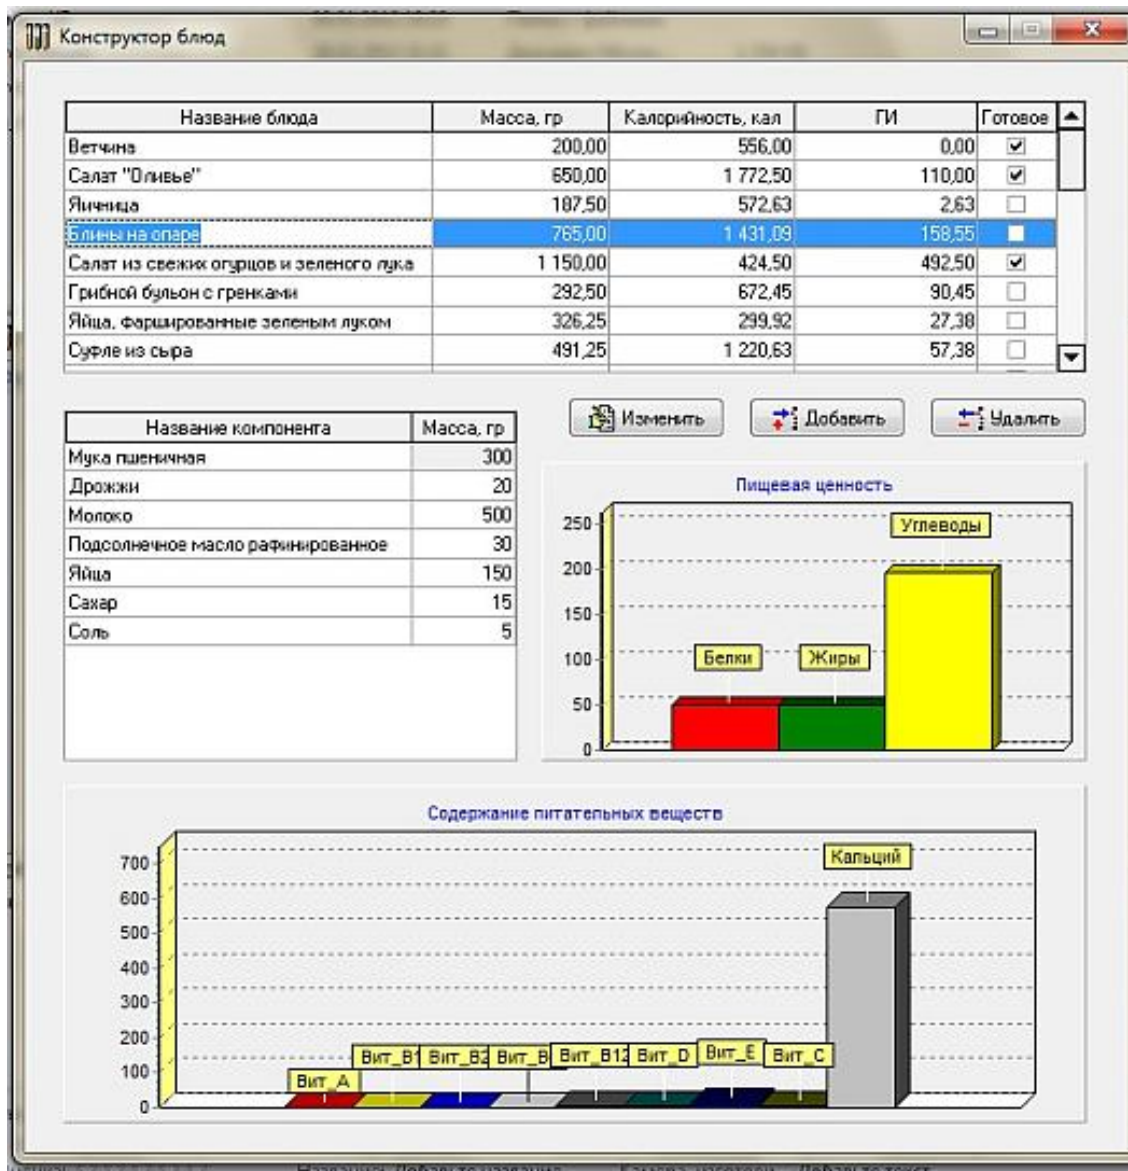 Конструктор блюд
Название блюда Масса, гр Калорийность, кал ГИ Готовое
Ветчина 200,00 556,00 0,00
Салат "Оливье" 650,00 1 772,50 110,00
Яичница 187,50 572,63 2,63
Блины на опаре 765,00 1 431,09 158,55
Салат из свежих огурцов и зеленого лука 1 150,00 424,50 492,50
Грибной бульон с гренками 292,50 672,45 90,45
Яйца, фаршированные зеленым луком 326,25 299,92 27,38
Суфле из сыра 491,25 1 220,63 57,38
Изменить Добавить Удалить
Название компонента Масса, гр
Мука пшеничная 300
Дрожжи 20
Молоко 500
Подсолнечное масло рафинированное 30
Яйца 150
Сахар 15
Соль 5
Пищевая ценность
250
200
150
100
50
0
Углеводы
Белки Жиры
Содержание питательных веществ
700
600
500
400
300
200
100
0
Кальций
Вит_A Вит_B1 Вит_B2 Вит_B Вит_B12 Вит_D Вит_E Вит_C